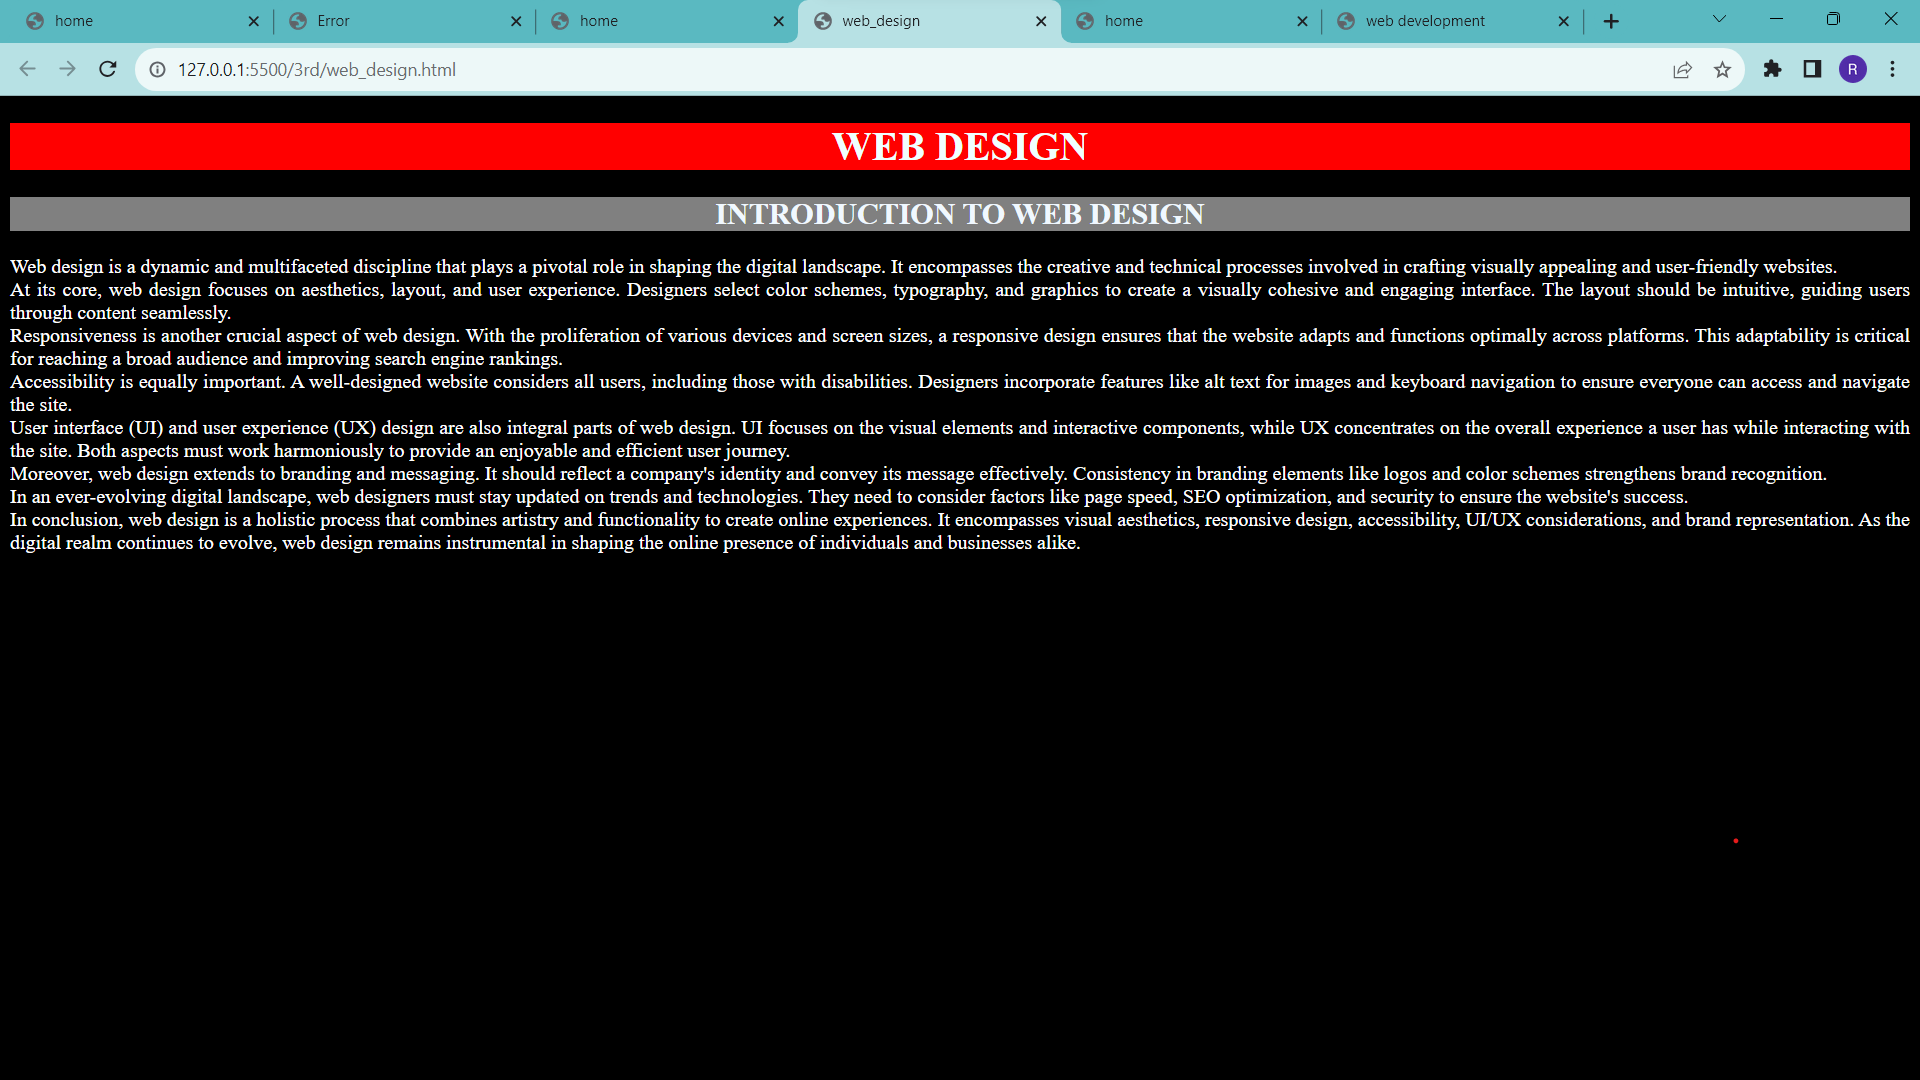 home
Error
home
web_design
home
web development
127.0.0.1:5500/3rd/web_design.html
R
WEB DESIGN
INTRODUCTION TO WEB DESIGN
Web design is a dynamic and multifaceted discipline that plays a pivotal role in shaping the digital landscape. It encompasses the creative and technical processes involved in crafting visually appealing and user-friendly websites.
At its core, web design focuses on aesthetics, layout, and user experience. Designers select color schemes, typography, and graphics to create a visually cohesive and engaging interface. The layout should be intuitive, guiding users
through content seamlessly.
Responsiveness is another crucial aspect of web design. With the proliferation of various devices and screen sizes, a responsive design ensures that the website adapts and functions optimally across platforms. This adaptability is critical
for reaching a broad audience and improving search engine rankings.
Accessibility is equally important. A well-designed website considers all users, including those with disabilities. Designers incorporate features like alt text for images and keyboard navigation to ensure everyone can access and navigate
the site.
User interface (UI) and user experience (UX) design are also integral parts of web design. UI focuses on the visual elements and interactive components, while UX concentrates on the overall experience a user has while interacting with
the site. Both aspects must work harmoniously to provide an enjoyable and efficient user journey.
Moreover, web design extends to branding and messaging. It should reflect a company's identity and convey its message effectively. Consistency in branding elements like logos and color schemes strengthens brand recognition.
In an ever-evolving digital landscape, web designers must stay updated on trends and technologies. They need to consider factors like page speed, SEO optimization, and security to ensure the website's success.
In conclusion, web design is a holistic process that combines artistry and functionality to create online experiences. It encompasses visual aesthetics, responsive design, accessibility, UI/UX considerations, and brand representation. As the
digital realm continues to evolve, web design remains instrumental in shaping the online presence of individuals and businesses alike.